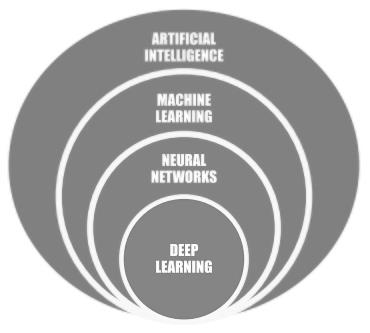 ARTIFICIAL
INTELLIGENCE
MACHINE
LEARNING
NEURAL
NETWORKS
DEEP
LEARNING